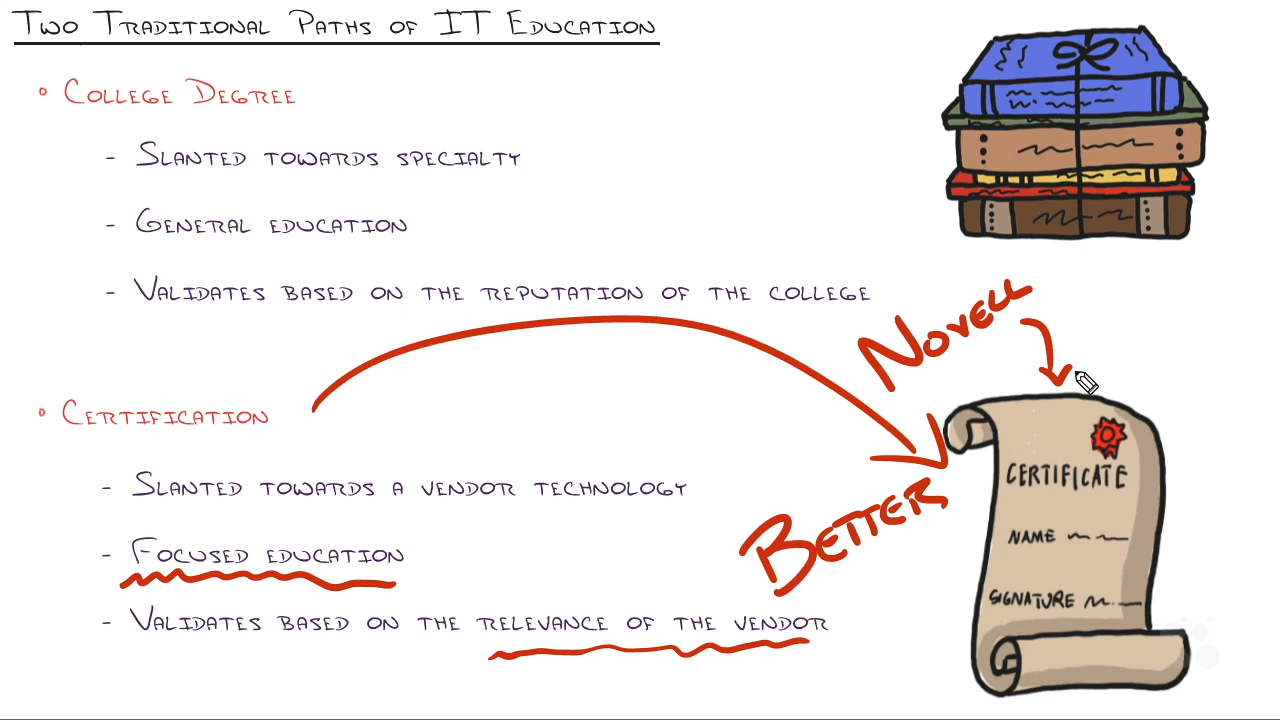 Two Traditional Paths of IT Education
• College Degree
- Slanted towards specialty
- General education
- Validates based on the reputation of the college
Novell
• Certification
- Slanted towards a vendor technology
- Focused education
- Validates based on the relevance of the vendor
Better
CERTIFICATE
NAME
SIGNATURE